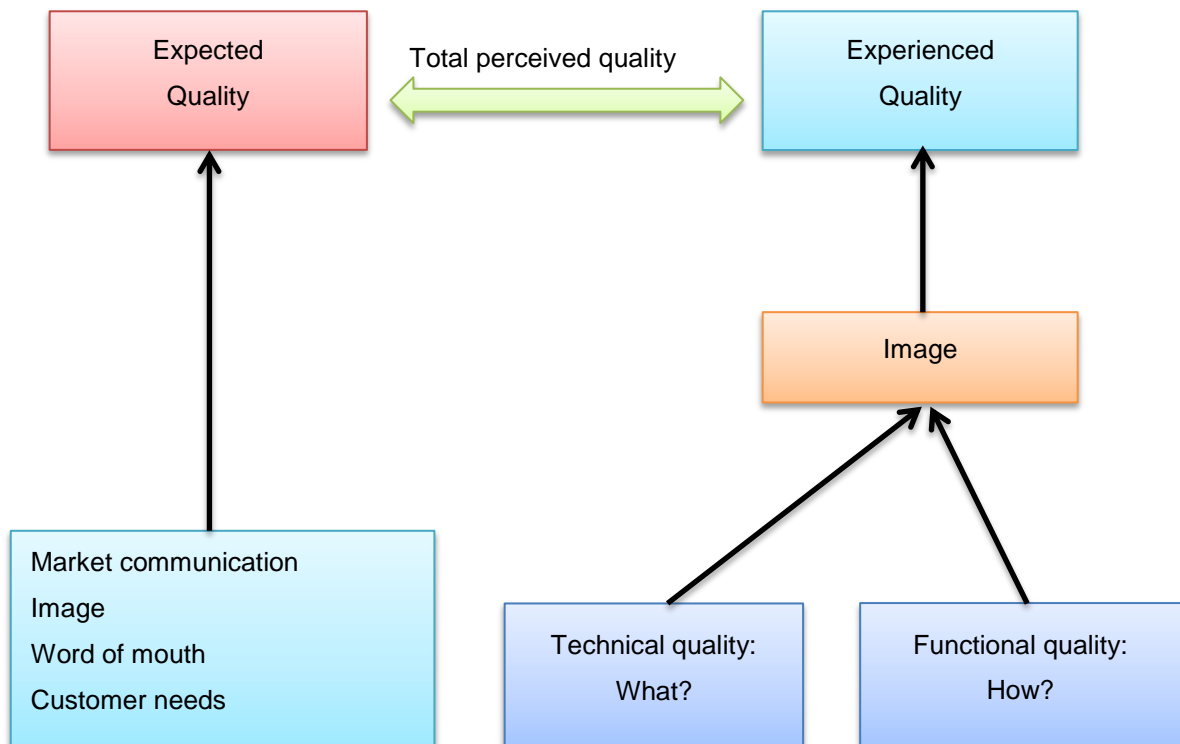 Expected
Quality
Total perceived quality
Experienced
Quality
Image
Market communication
Image
Word of mouth
Customer needs
Technical quality:
What?
Functional quality:
How?